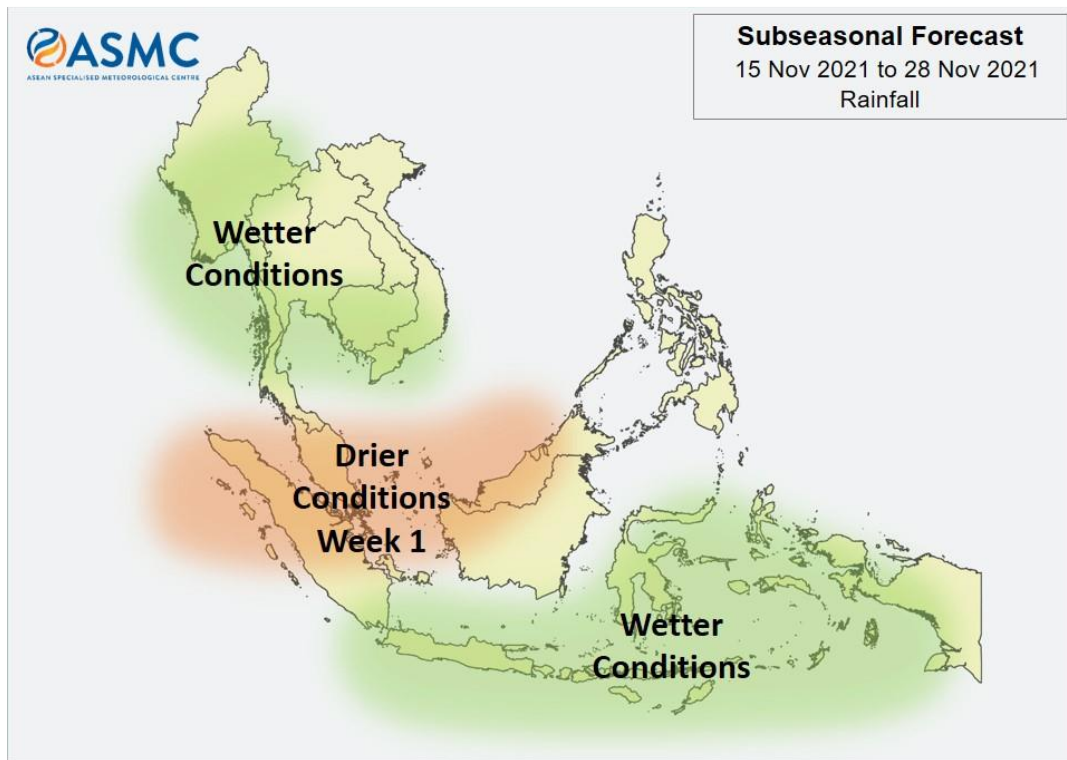 ASMC
ASEAN SPECIALISED METEOROLOGICAL CENTRE
Subseasonal Forecast
15 Nov 2021 to 28 Nov 2021
Rainfall
Wetter
Conditions
Drier
Conditions
Week 1
Wetter
Conditions